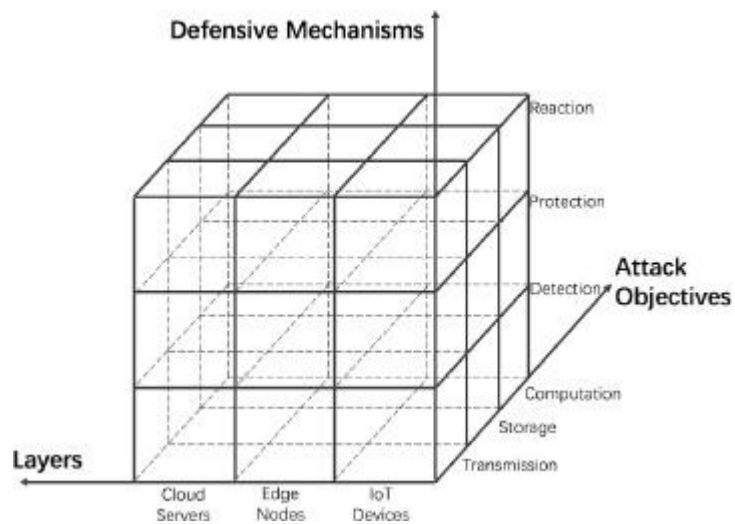 Defensive Mechanisms
Reaction
Protection
Attack
Objectives
Detection
Computation
Storage
Transmission
Layers
Cloud
Servers
Edge
Nodes
IoT
Devices